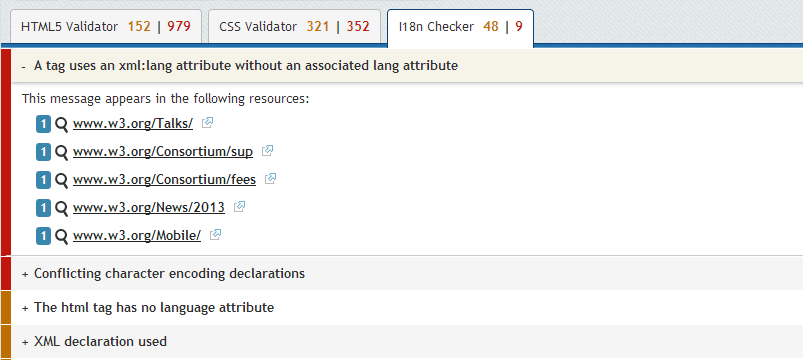 HTML5 Validator 152 | 979 CSS Validator 321 | 352 I18n Checker 48 | 9
- A tag uses an xml:lang attribute without an associated lang attribute
This message appears in the following resources:
1 www.w3.org/Talks/
1 www.w3.org/Consortium/sup
1 www.w3.org/Consortium/fees
1 www.w3.org/News/2013
1 www.w3.org/Mobile/
+ Conflicting character encoding declarations
+ The html tag has no language attribute
+ XML declaration used